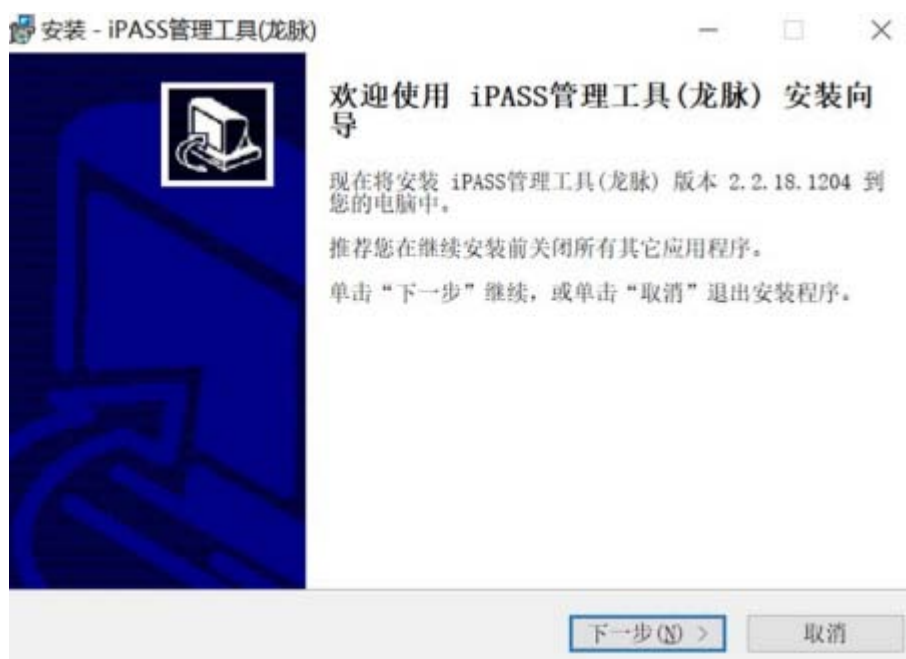 安装 - iPASS管理工具(龙脉)
欢迎使用 iPASS管理工具(龙脉) 安装向
导
现在将安装 iPASS管理工具(龙脉) 版本 2.2.18.1204 到
您的电脑中。
推荐您在继续安装前关闭所有其它应用程序。
单击“下一步”继续，或单击“取消”退出安装程序。
下一步(N) >
取消